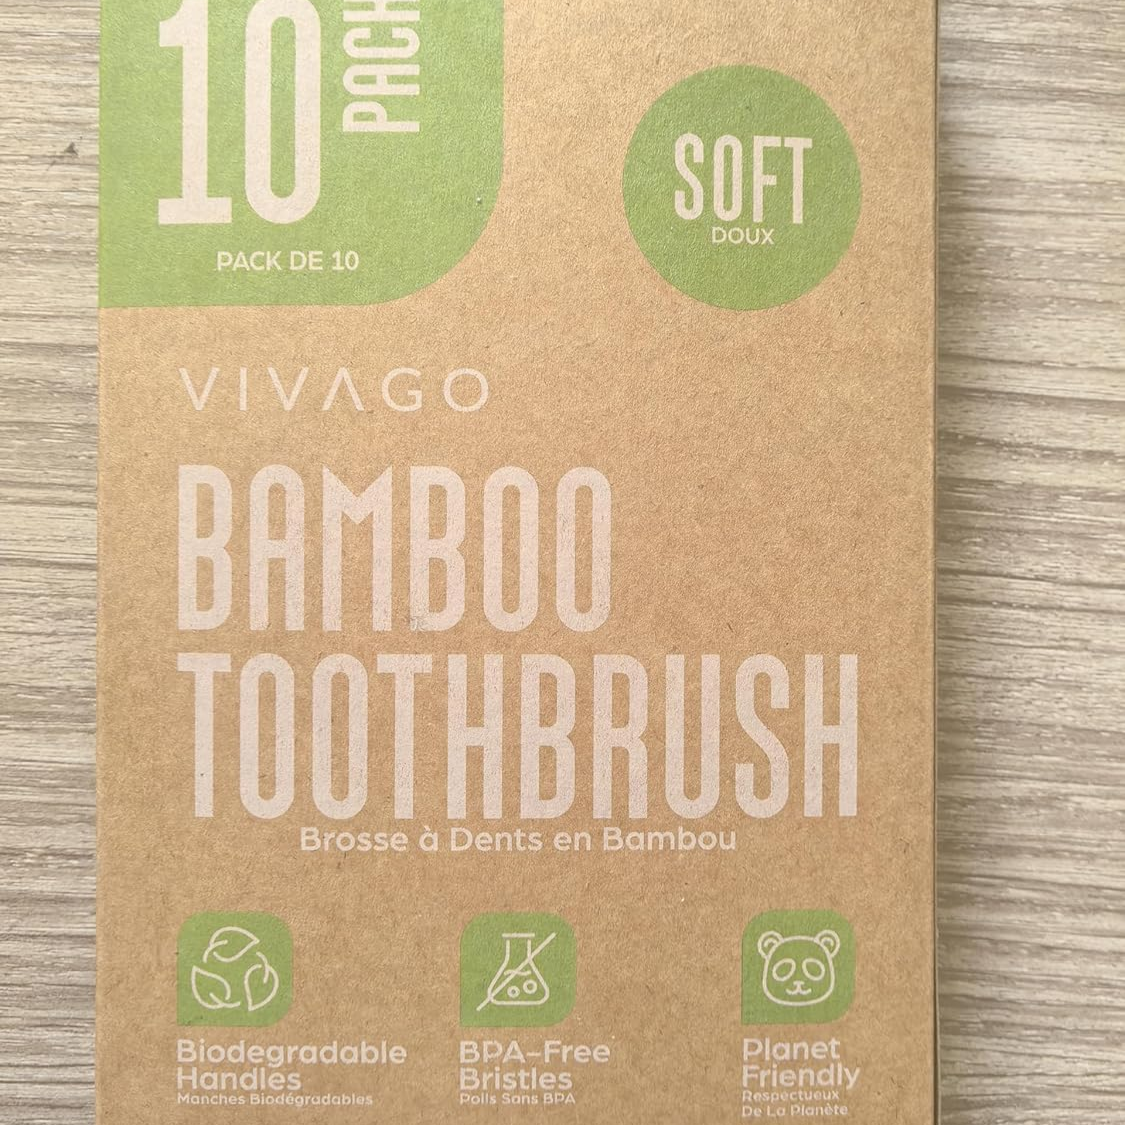 10 PACK
PACK DE 10
SOFT
DOUX
VIVAGO
BAMBOO
TOOTHBRUSH
Brosse à Dents en Bambou
Biodegradable
Handles
Manches Biodégradables
BPA-Free
Bristles
Poils Sans BPA
Planet
Friendly
Respectueux
De La Planète